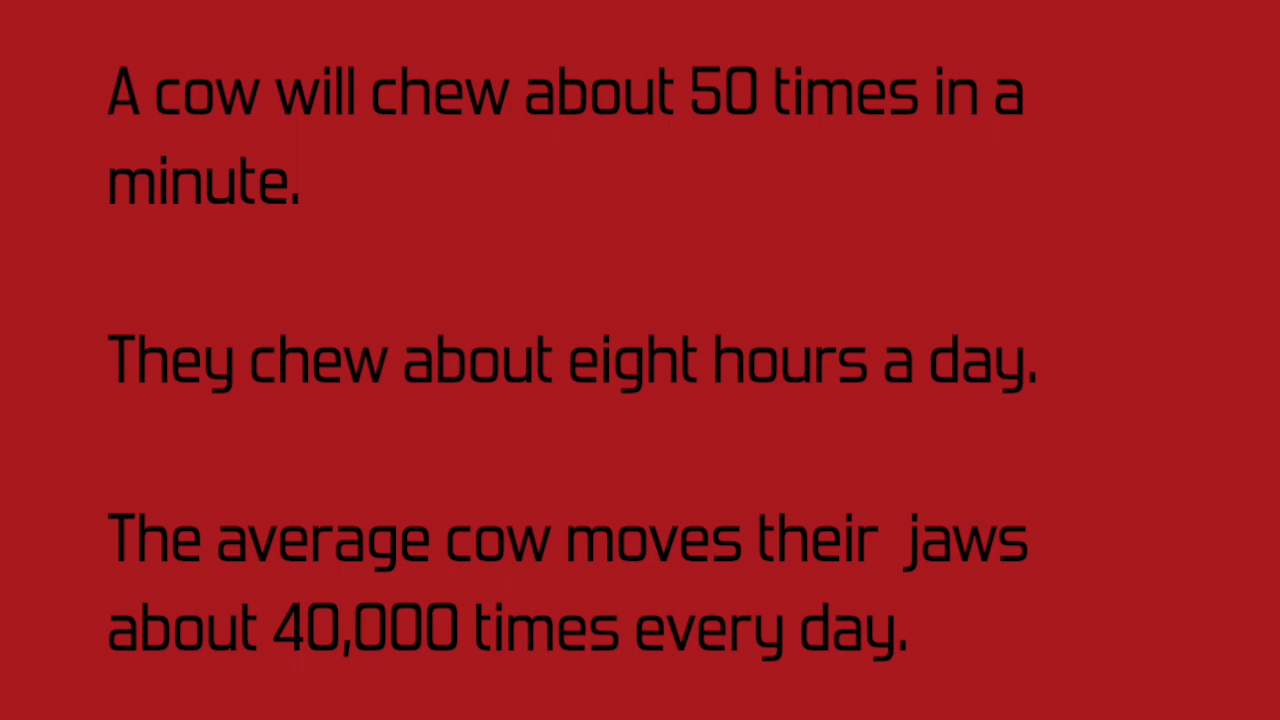 A cow will chew about 50 times in a
minute.
They chew about eight hours a day.
The average cow moves their  jaws
about 40,000 times every day.